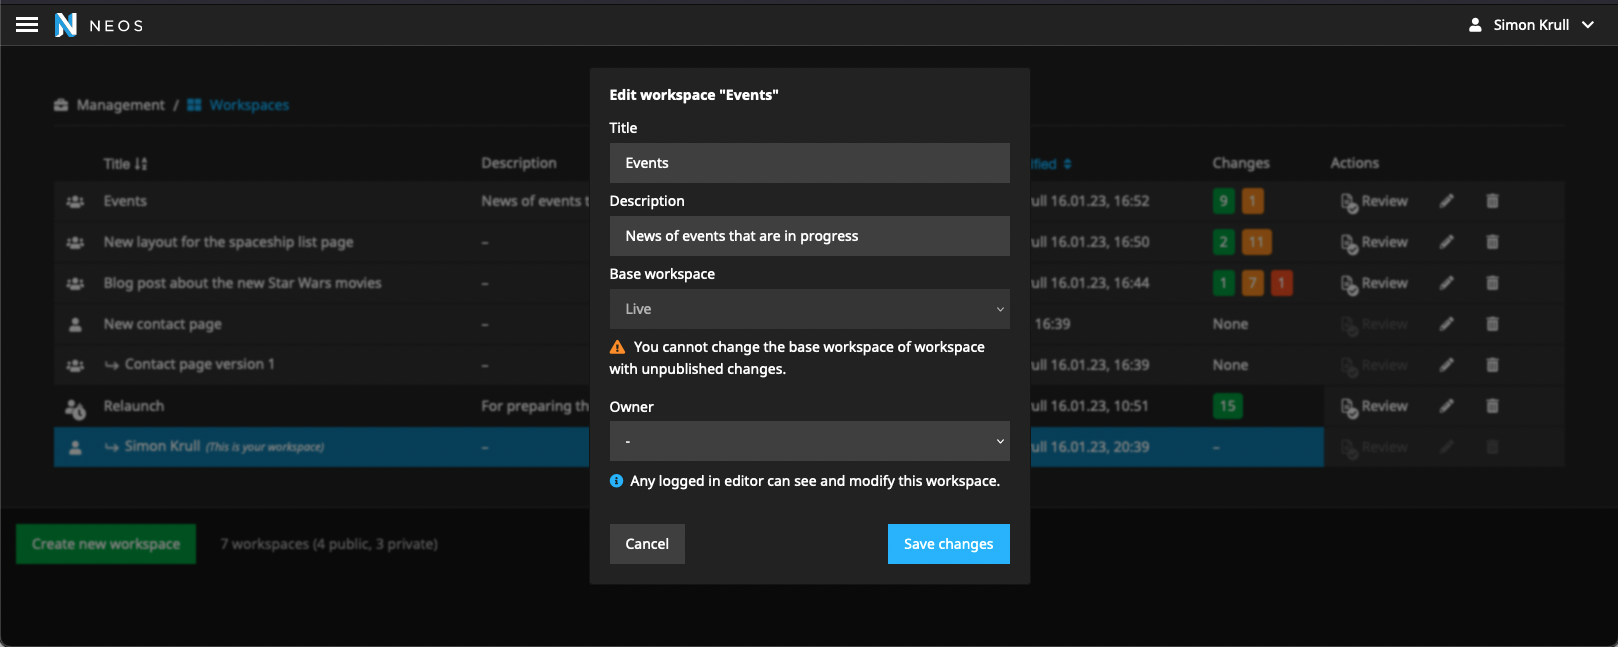 NEOS
Simon Krull
Management / Workspaces
Title Description ified Changes Actions
Events News of events t ull 16.01.23, 16:52 9 1 Review
New layout for the spaceship list page – ull 16.01.23, 16:50 2 11 Review
Blog post about the new Star Wars movies – ull 16.01.23, 16:44 1 7 1 Review
New contact page – 16:39 None Review
Contact page version 1 – ull 16.01.23, 16:39 None Review
Relaunch For preparing th ull 16.01.23, 10:51 15 Review
Simon Krull (This is your workspace) – ull 16.01.23, 20:39 – Review
Create new workspace 7 workspaces (4 public, 3 private)
Edit workspace "Events"
Title
Events
Description
News of events that are in progress
Base workspace
Live
You cannot change the base workspace of workspace
with unpublished changes.
Owner
-
Any logged in editor can see and modify this workspace.
Cancel Save changes